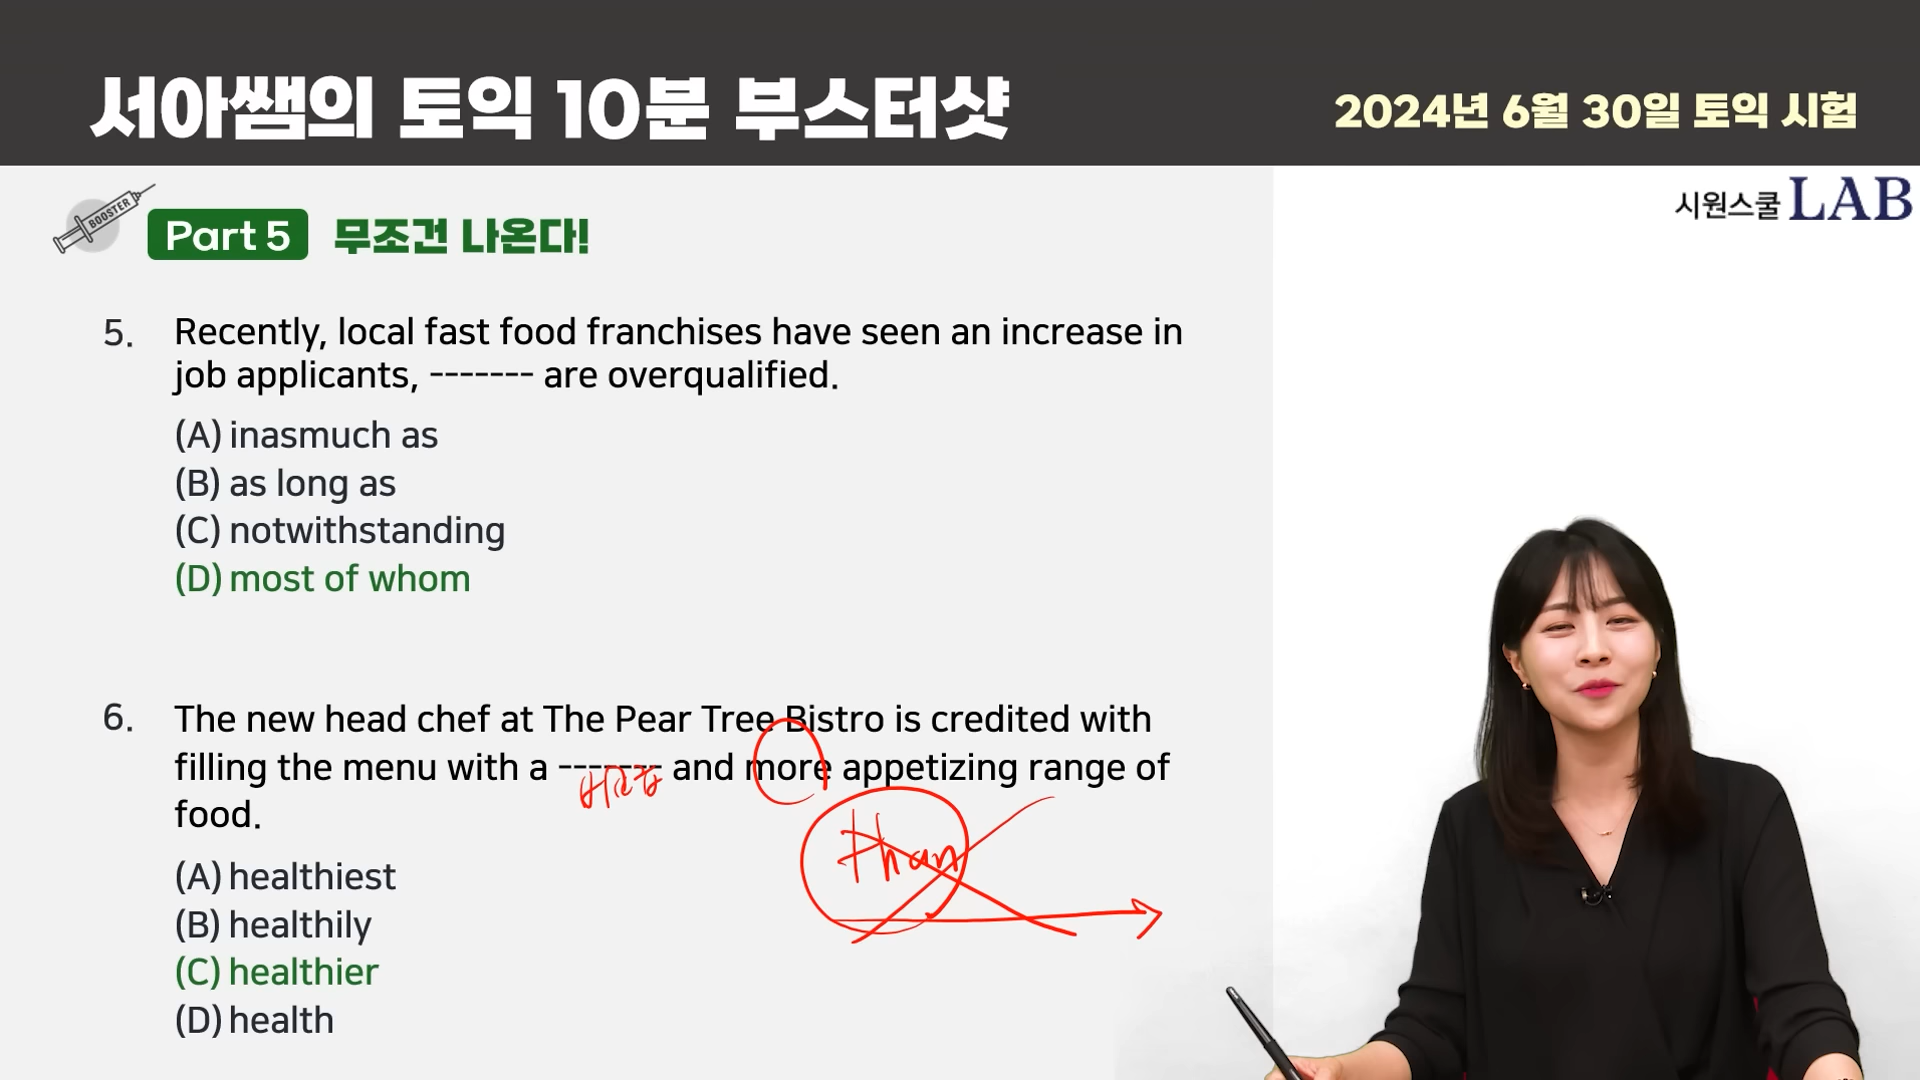 서아쌤의 토익 10분 부스터샷
2024년 6월 30일 토익 시험
시원스쿨 LAB
BOOSTER
Part 5 무조건 나온다!
5. Recently, local fast food franchises have seen an increase in
job applicants, ------- are overqualified.
(A) inasmuch as
(B) as long as
(C) notwithstanding
(D) most of whom
6. The new head chef at The Pear Tree Bistro is credited with
filling the menu with a ------- and more appetizing range of
비교급
food.
than
(A) healthiest
(B) healthily
(C) healthier
(D) health